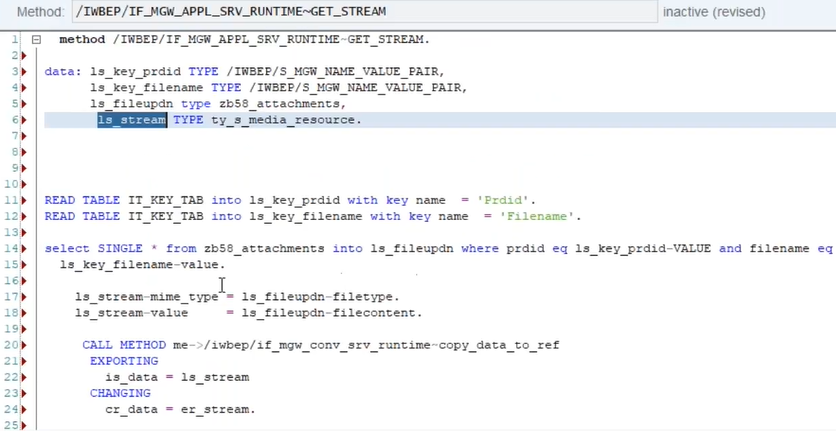 Method: /IWBEP/IF_MGW_APPL_SRV_RUNTIME~GET_STREAM inactive (revised)
1 method /IWBEP/IF_MGW_APPL_SRV_RUNTIME~GET_STREAM.
2
3 data: ls_key_prdid TYPE /IWBEP/S_MGW_NAME_VALUE_PAIR,
4 ls_key_filename TYPE /IWBEP/S_MGW_NAME_VALUE_PAIR,
5 ls_fileupdn type zb58_attachments,
6 ls_stream TYPE ty_s_media_resource.
7
8
9
10
11 READ TABLE IT_KEY_TAB into ls_key_prdid with key name = 'Prdid'.
12 READ TABLE IT_KEY_TAB into ls_key_filename with key name = 'Filename'.
13
14 select SINGLE * from zb58_attachments into ls_fileupdn where prdid eq ls_key_prdid-VALUE and filename eq
15 ls_key_filename-value.
16
17 ls_stream-mime_type = ls_fileupdn-filetype.
18 ls_stream-value = ls_fileupdn-filecontent.
19
20 CALL METHOD me->/iwbep/if_mgw_conv_srv_runtime~copy_data_to_ref
21 EXPORTING
22 is_data = ls_stream
23 CHANGING
24 cr_data = er_stream.
25